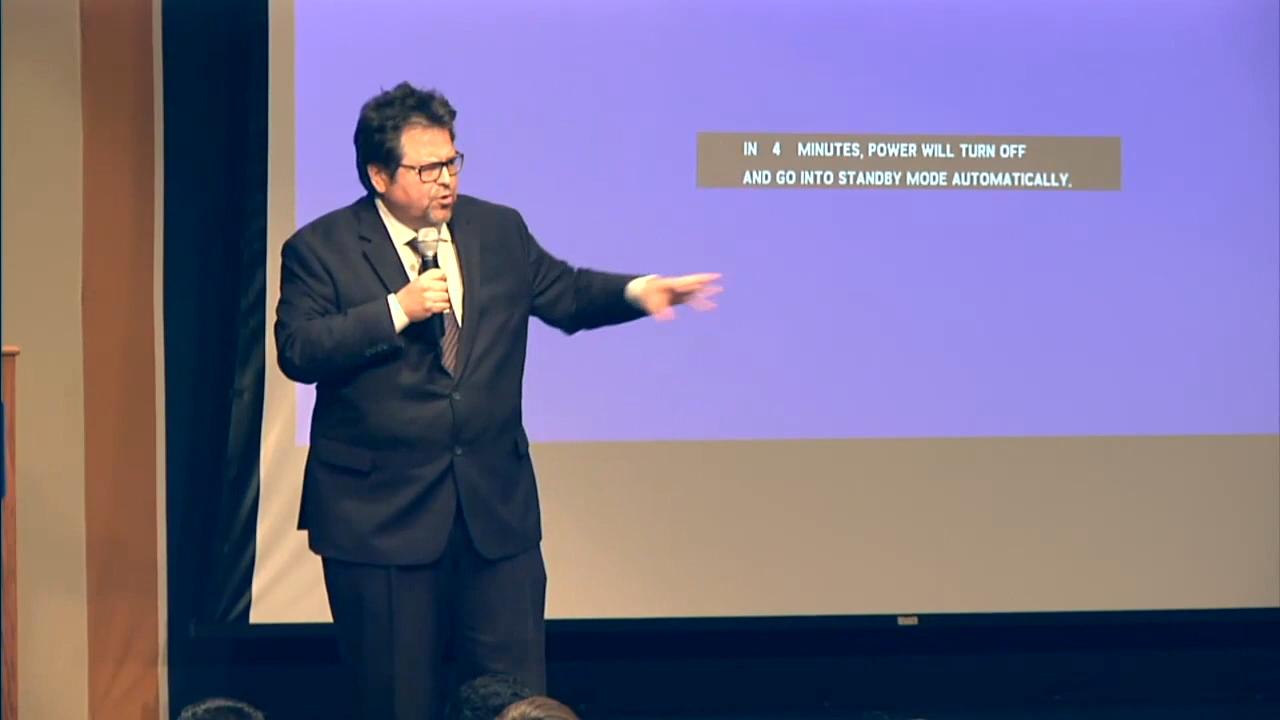 IN 4 MINUTES, POWER WILL TURN OFF
AND GO INTO STANDBY MODE AUTOMATICALLY.